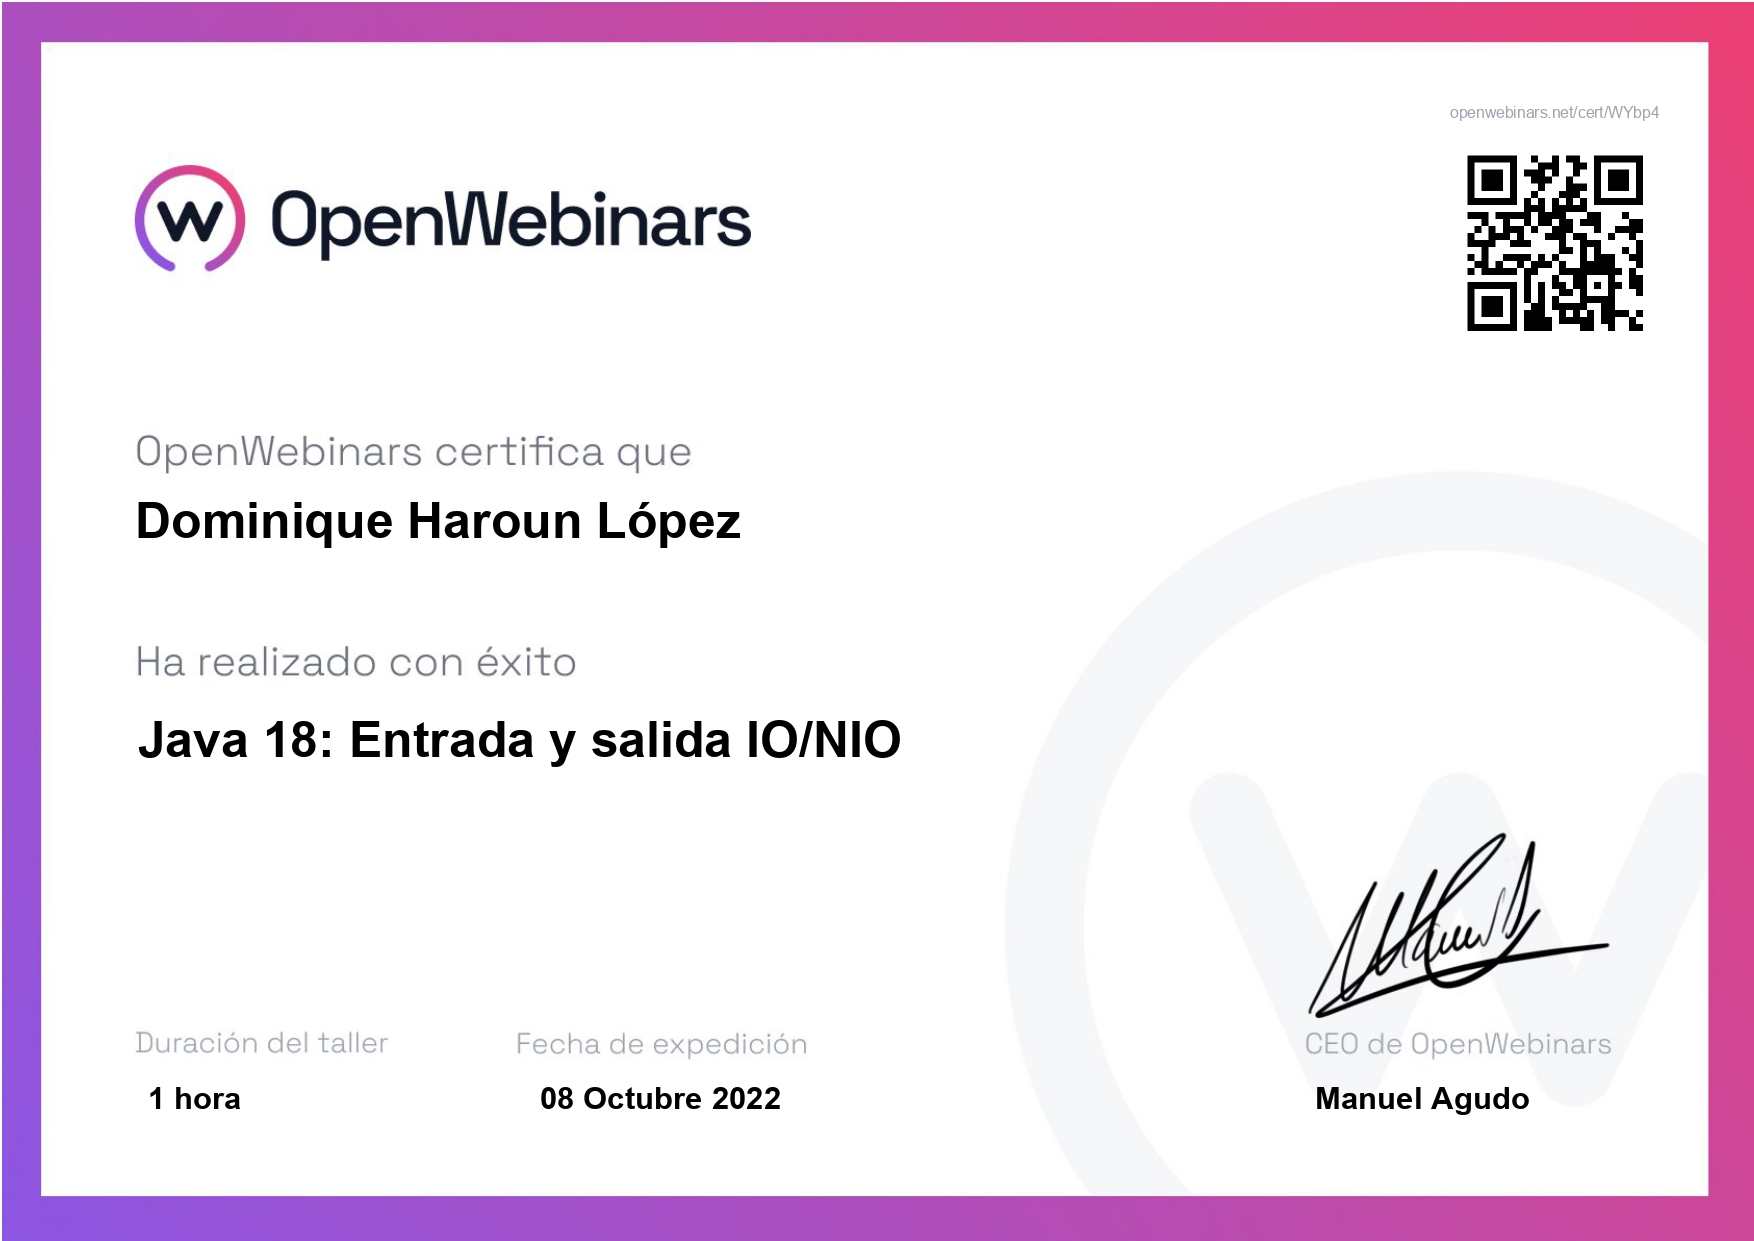 openwebinars.net/cert/WYbp4
OpenWebinars
OpenWebinars certifica que
Dominique Haroun López
Ha realizado con éxito
Java 18: Entrada y salida IO/NIO
Duración del taller
1 hora
Fecha de expedición
08 Octubre 2022
CEO de OpenWebinars
Manuel Agudo